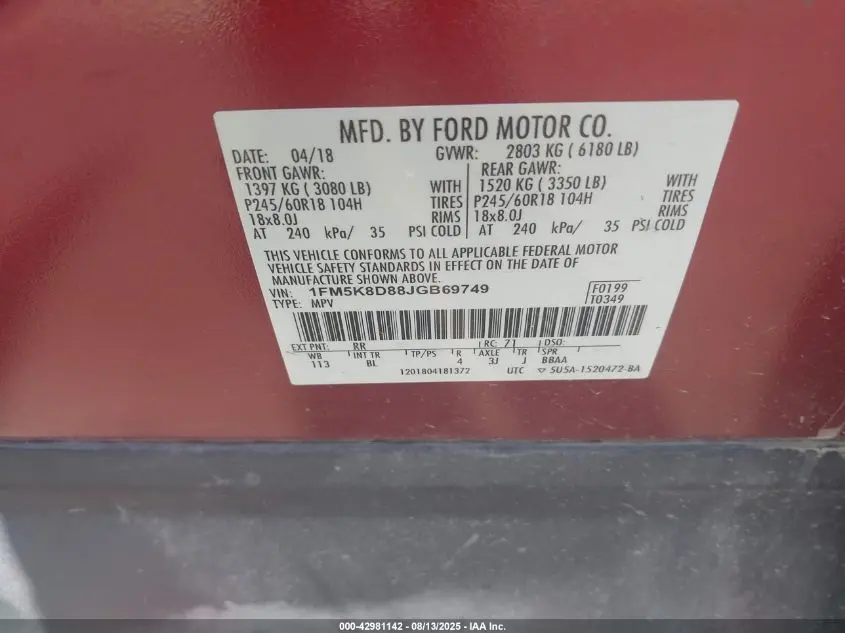 MFD. BY FORD MOTOR CO.
DATE: 04/18 GVWR: 2803 KG ( 6180 LB)
FRONT GAWR: REAR GAWR:
1397 KG ( 3080 LB) WITH 1520 KG ( 3350 LB) WITH
P245/60R18 104H TIRES P245/60R18 104H TIRES
18x8.0J RIMS 18x8.0J RIMS
AT 240 kPa/ 35 PSI COLD AT 240 kPa/ 35 PSI COLD
THIS VEHICLE CONFORMS TO ALL APPLICABLE FEDERAL MOTOR
VEHICLE SAFETY STANDARDS IN EFFECT ON THE DATE OF
MANUFACTURE SHOWN ABOVE.
VIN: 1FM5K8D88JGB69749 F0199
TYPE: MPV T0349
EXT PNT: RR RC: 71 DSO:
WB INT TR TP/PS R AXLE TR SPR
113 BL 4 3J J BBAA
1201804181372 UTC ▽ 5U5A-1520472-BA
000-42981142 - 08/13/2025 - IAA Inc.